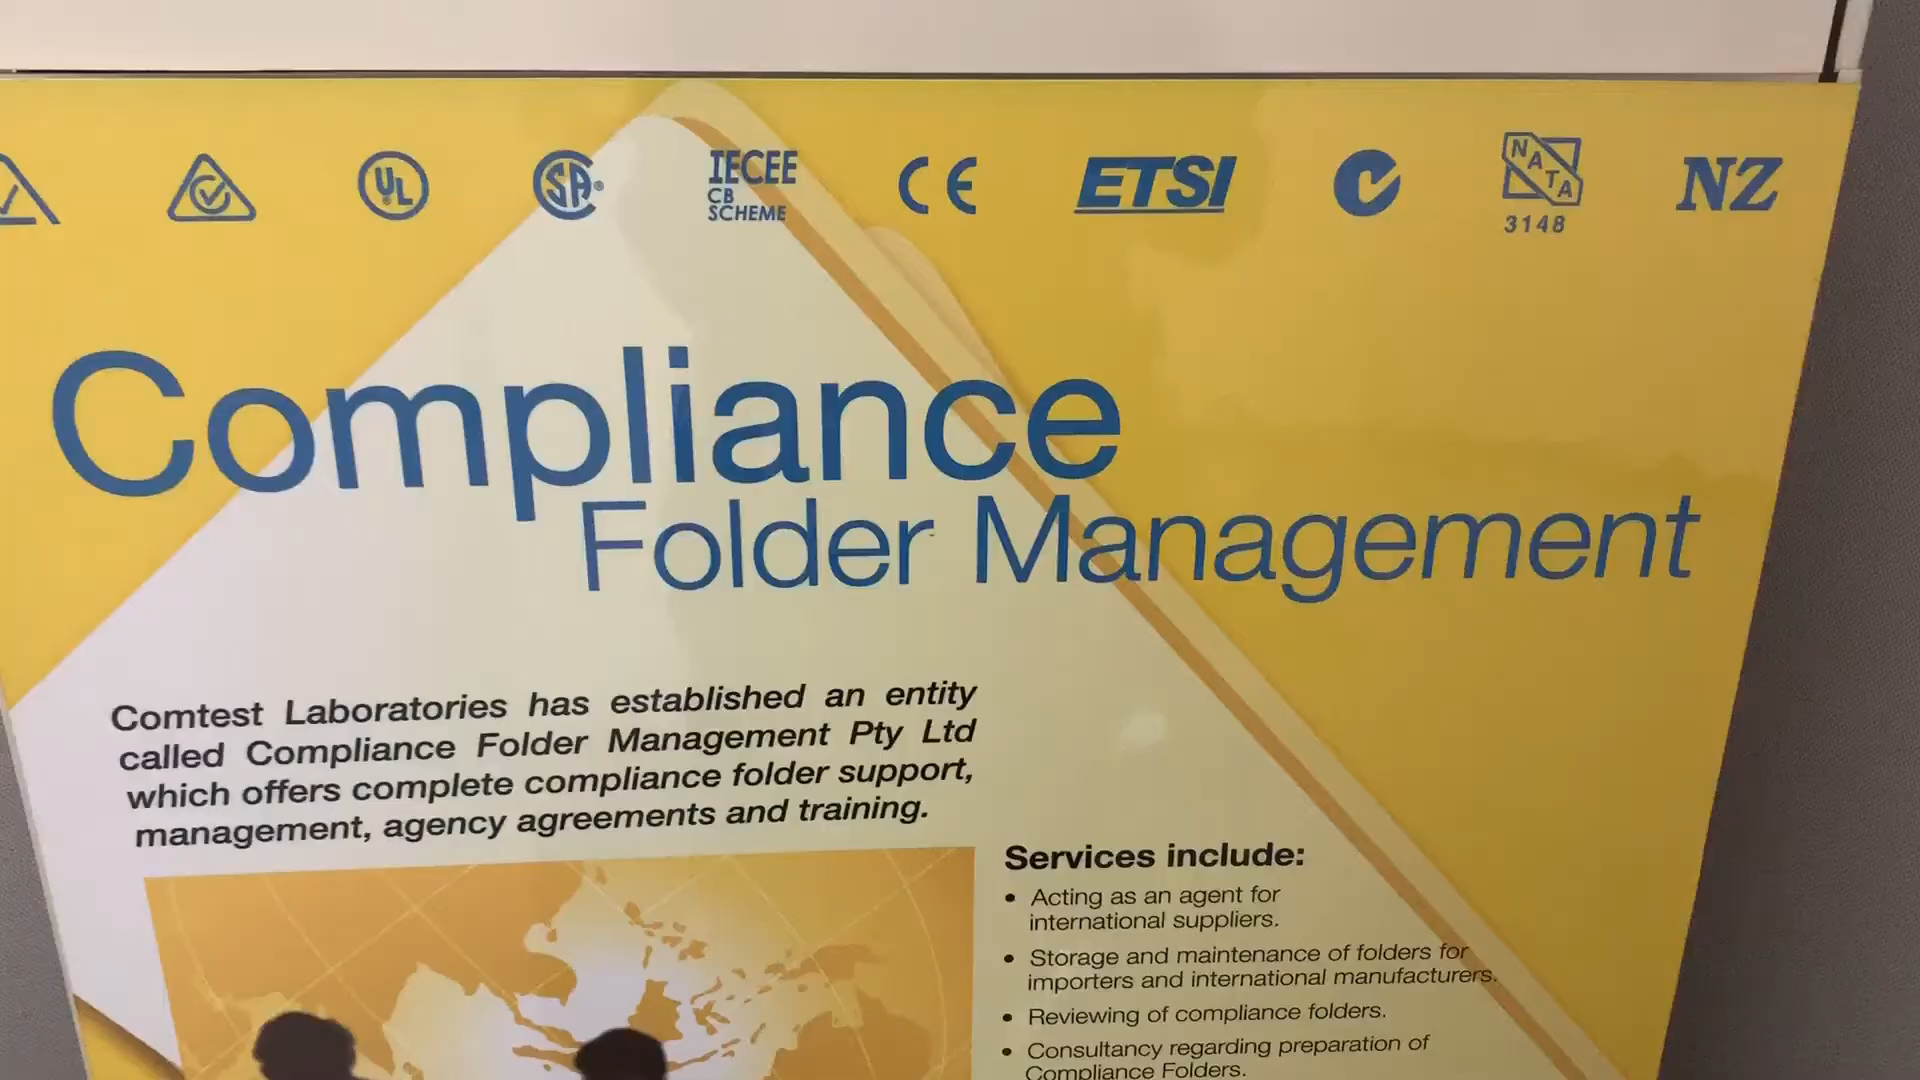 UL
SA®
IECEE
CB
SCHEME
CE
ETSI
NATA
3148
NZ
Compliance
Folder Management
Comtest Laboratories has established an entity
called Compliance Folder Management Pty Ltd
which offers complete compliance folder support,
management, agency agreements and training.
Services include:
• Acting as an agent for
international suppliers.
• Storage and maintenance of folders for
importers and international manufacturers.
• Reviewing of compliance folders.
• Consultancy regarding preparation of
Compliance Folders.